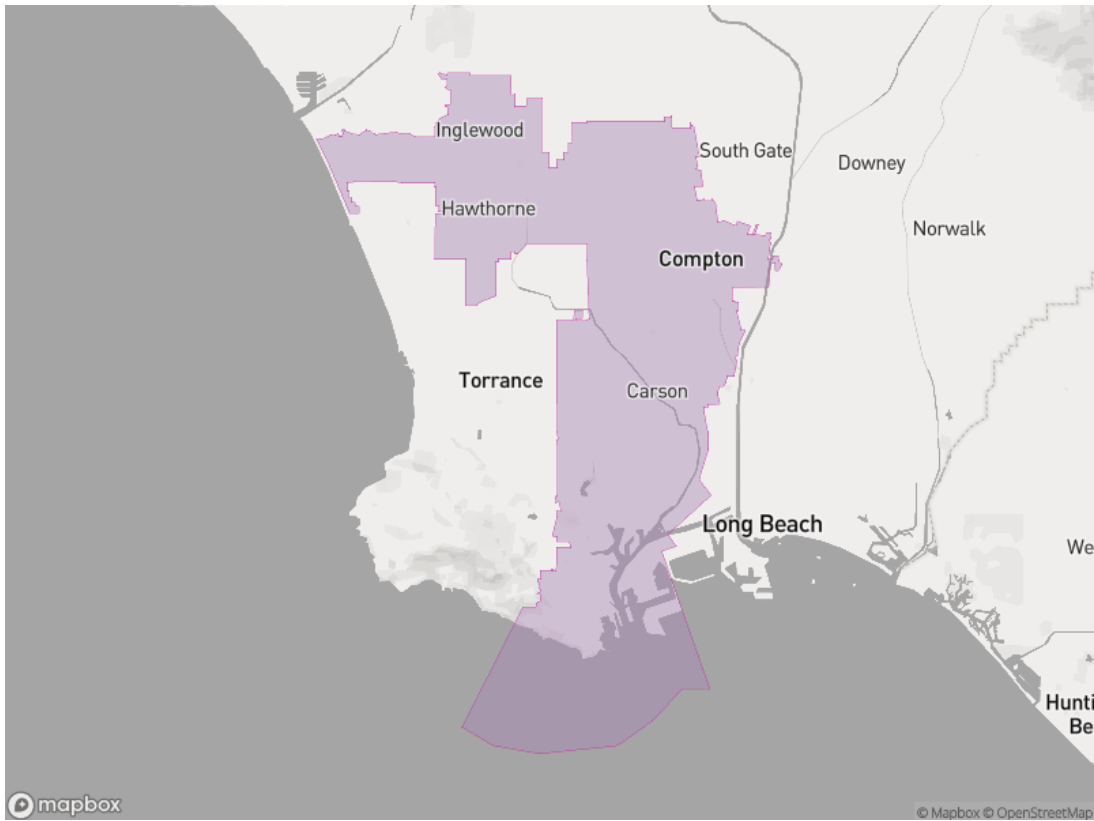 Inglewood
South Gate
Downey
Hawthorne
Norwalk
Compton
Torrance
Carson
Long Beach
We
Hunti
Be
mapbox
© Mapbox © OpenStreetMap